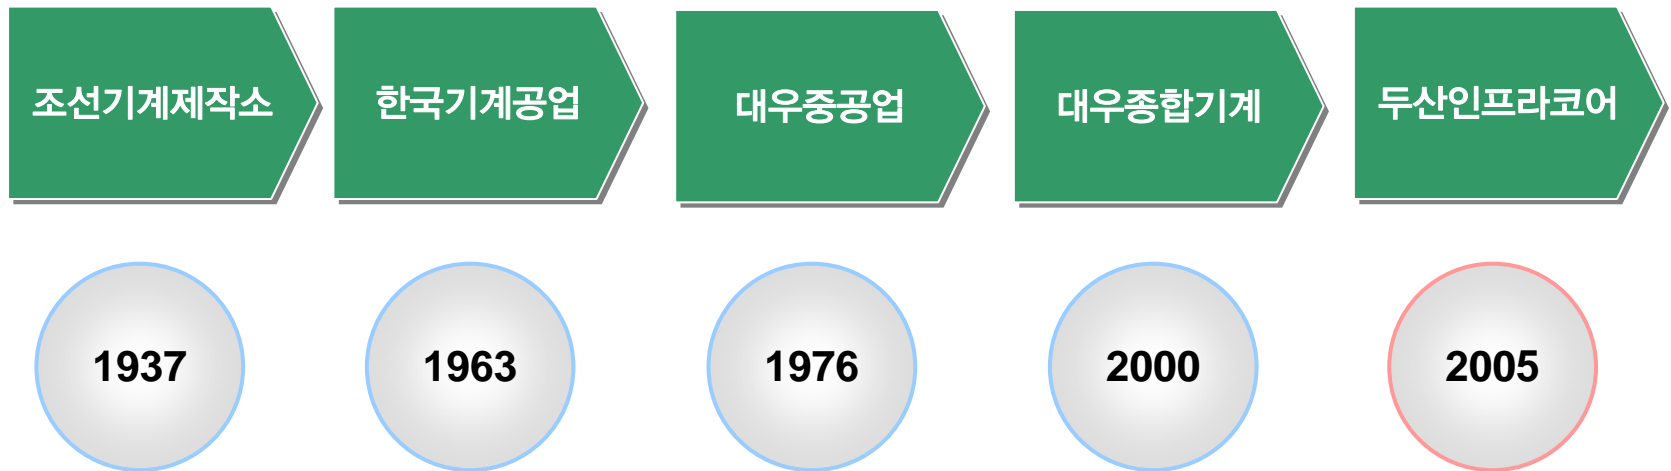 조선기계제작소
한국기계공업
대우중공업
대우종합기계
두산인프라코어
1937
1963
1976
2000
2005